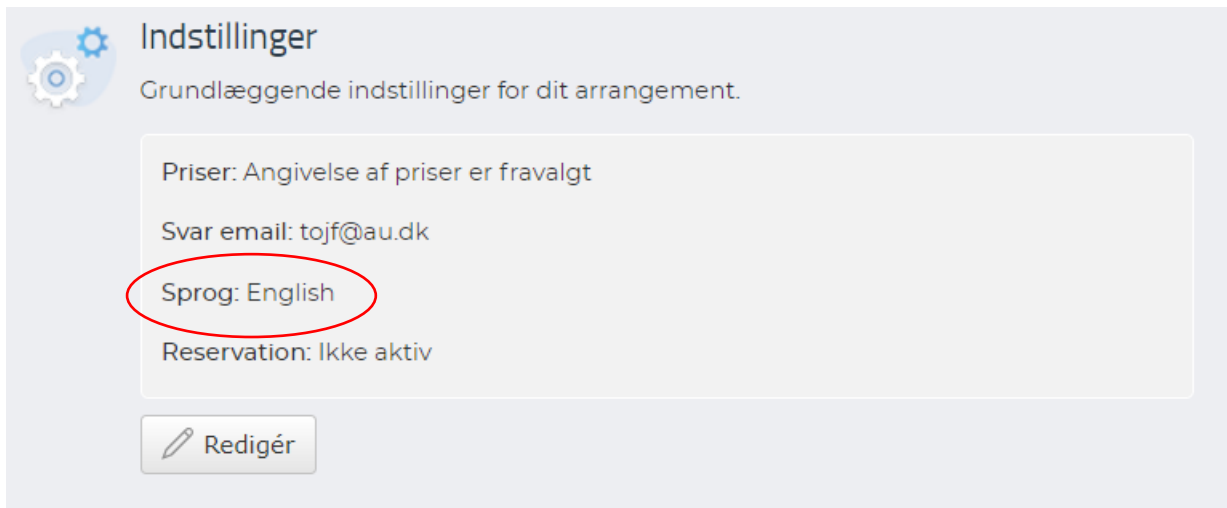 Indstillinger
Grundlæggende indstillinger for dit arrangement.
Priser: Angivelse af priser er fravalgt
Svar email: tojf@au.dk
Sprog: English
Reservation: Ikke aktiv
Redigér